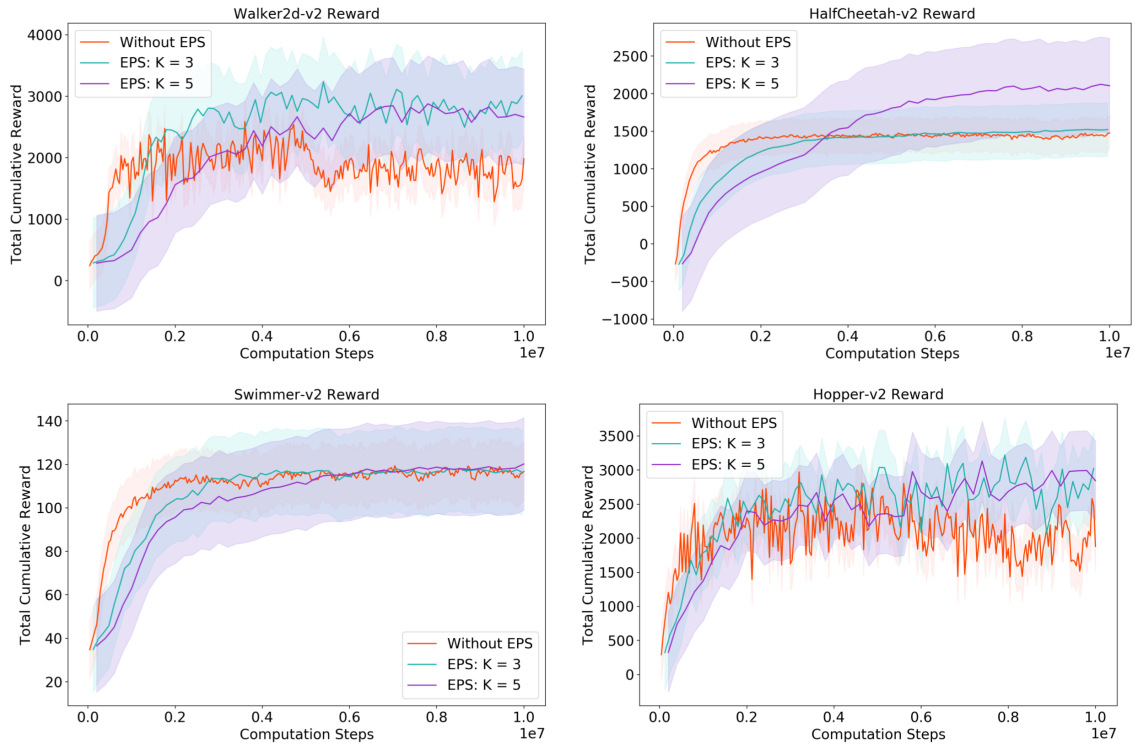 Walker2d-v2 Reward
Total Cumulative Reward
4000
3000
2000
1000
0
Without EPS
EPS: K = 3
EPS: K = 5
0.0 0.2 0.4 0.6 0.8 1.0
1e7
Computation Steps
HalfCheetah-v2 Reward
Total Cumulative Reward
2500
2000
1500
1000
500
0
−500
−1000
Without EPS
EPS: K = 3
EPS: K = 5
0.0 0.2 0.4 0.6 0.8 1.0
1e7
Computation Steps
Swimmer-v2 Reward
Total Cumulative Reward
140
120
100
80
60
40
20
Without EPS
EPS: K = 3
EPS: K = 5
0.0 0.2 0.4 0.6 0.8 1.0
1e7
Computation Steps
Hopper-v2 Reward
Total Cumulative Reward
3500
3000
2500
2000
1500
1000
500
0
Without EPS
EPS: K = 3
EPS: K = 5
0.0 0.2 0.4 0.6 0.8 1.0
1e7
Computation Steps